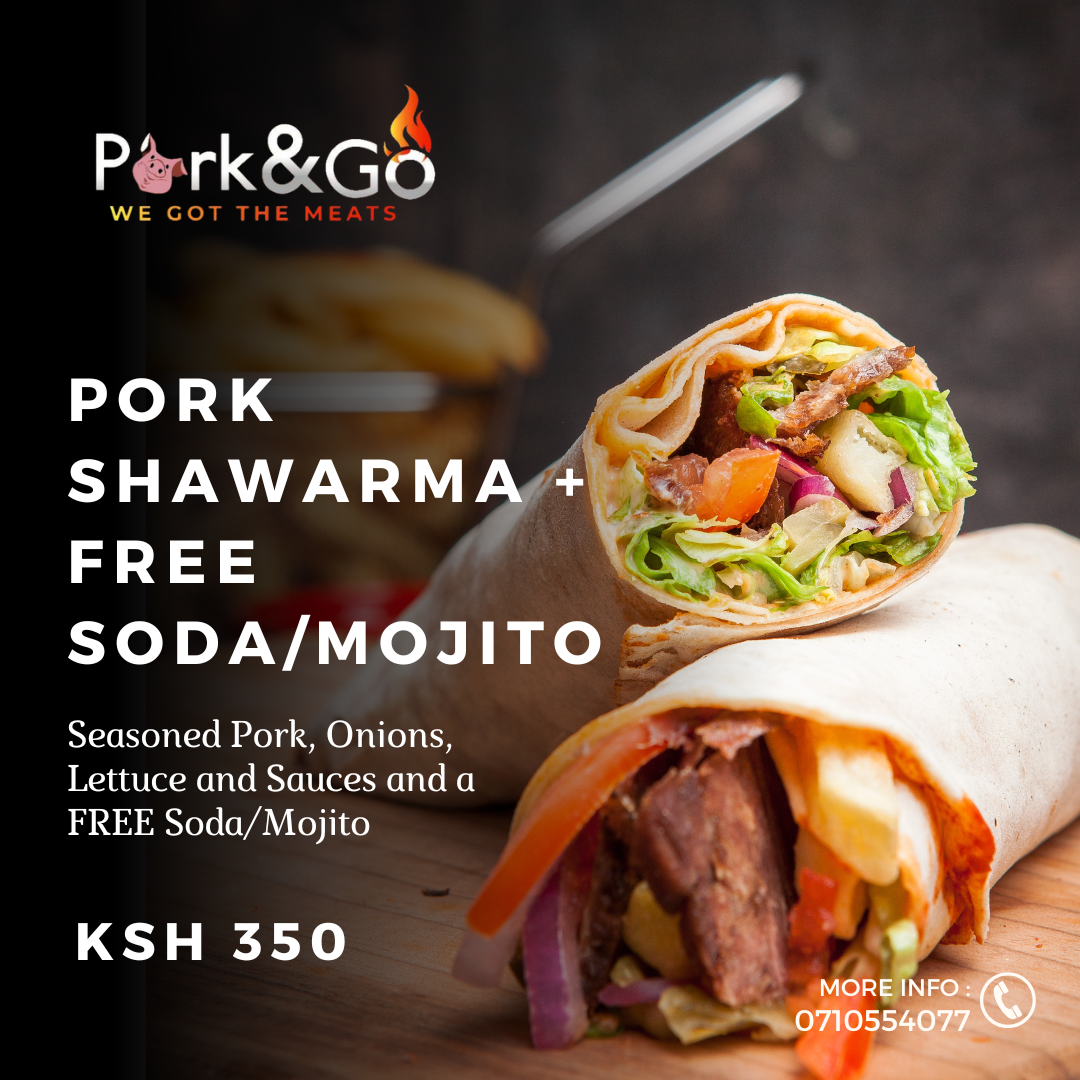 Pork&Go
WE GOT THE MEATS
PORK
SHAWARMA +
FREE
SODA/MOJITO
Seasoned Pork, Onions,
Lettuce and Sauces and a
FREE Soda/Mojito
KSH 350
MORE INFO :
0710554077